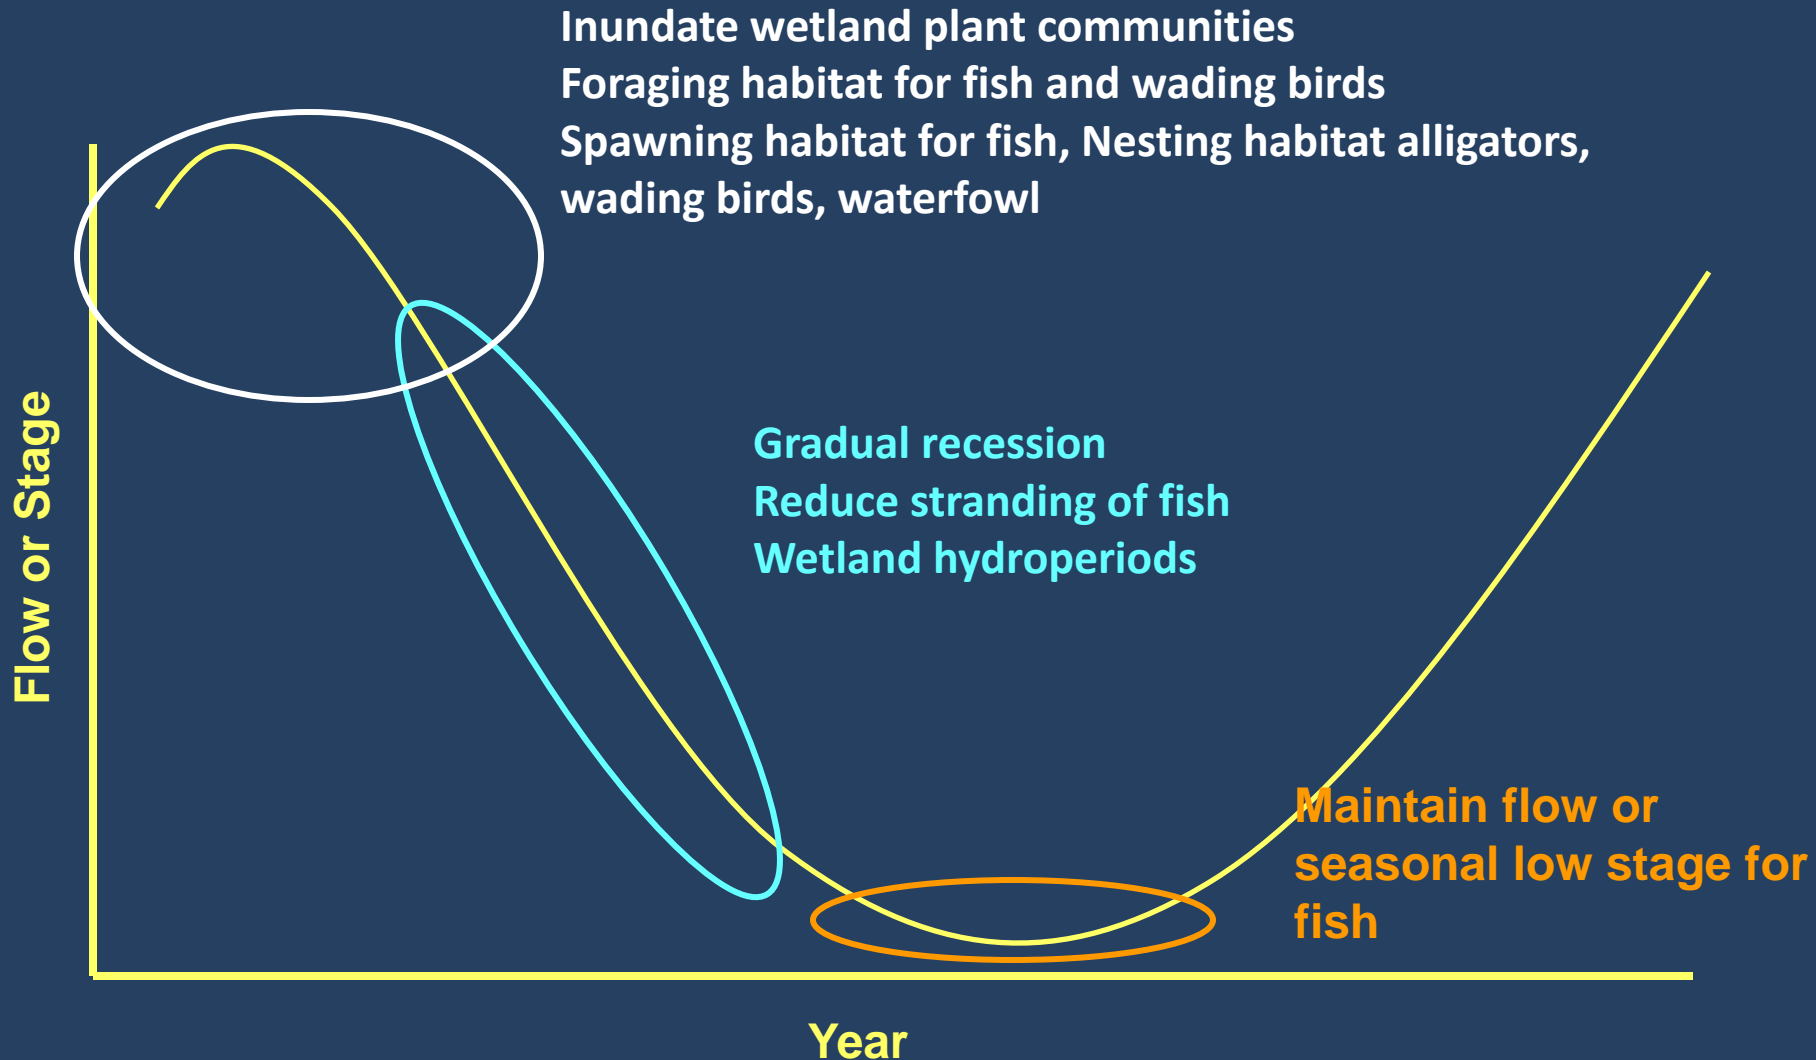 Inundate wetland plant communities
Foraging habitat for fish and wading birds
Spawning habitat for fish, Nesting habitat alligators,
wading birds, waterfowl
Flow or Stage
Gradual recession
Reduce stranding of fish
Wetland hydroperiods
Maintain flow or
seasonal low stage for
fish
Year